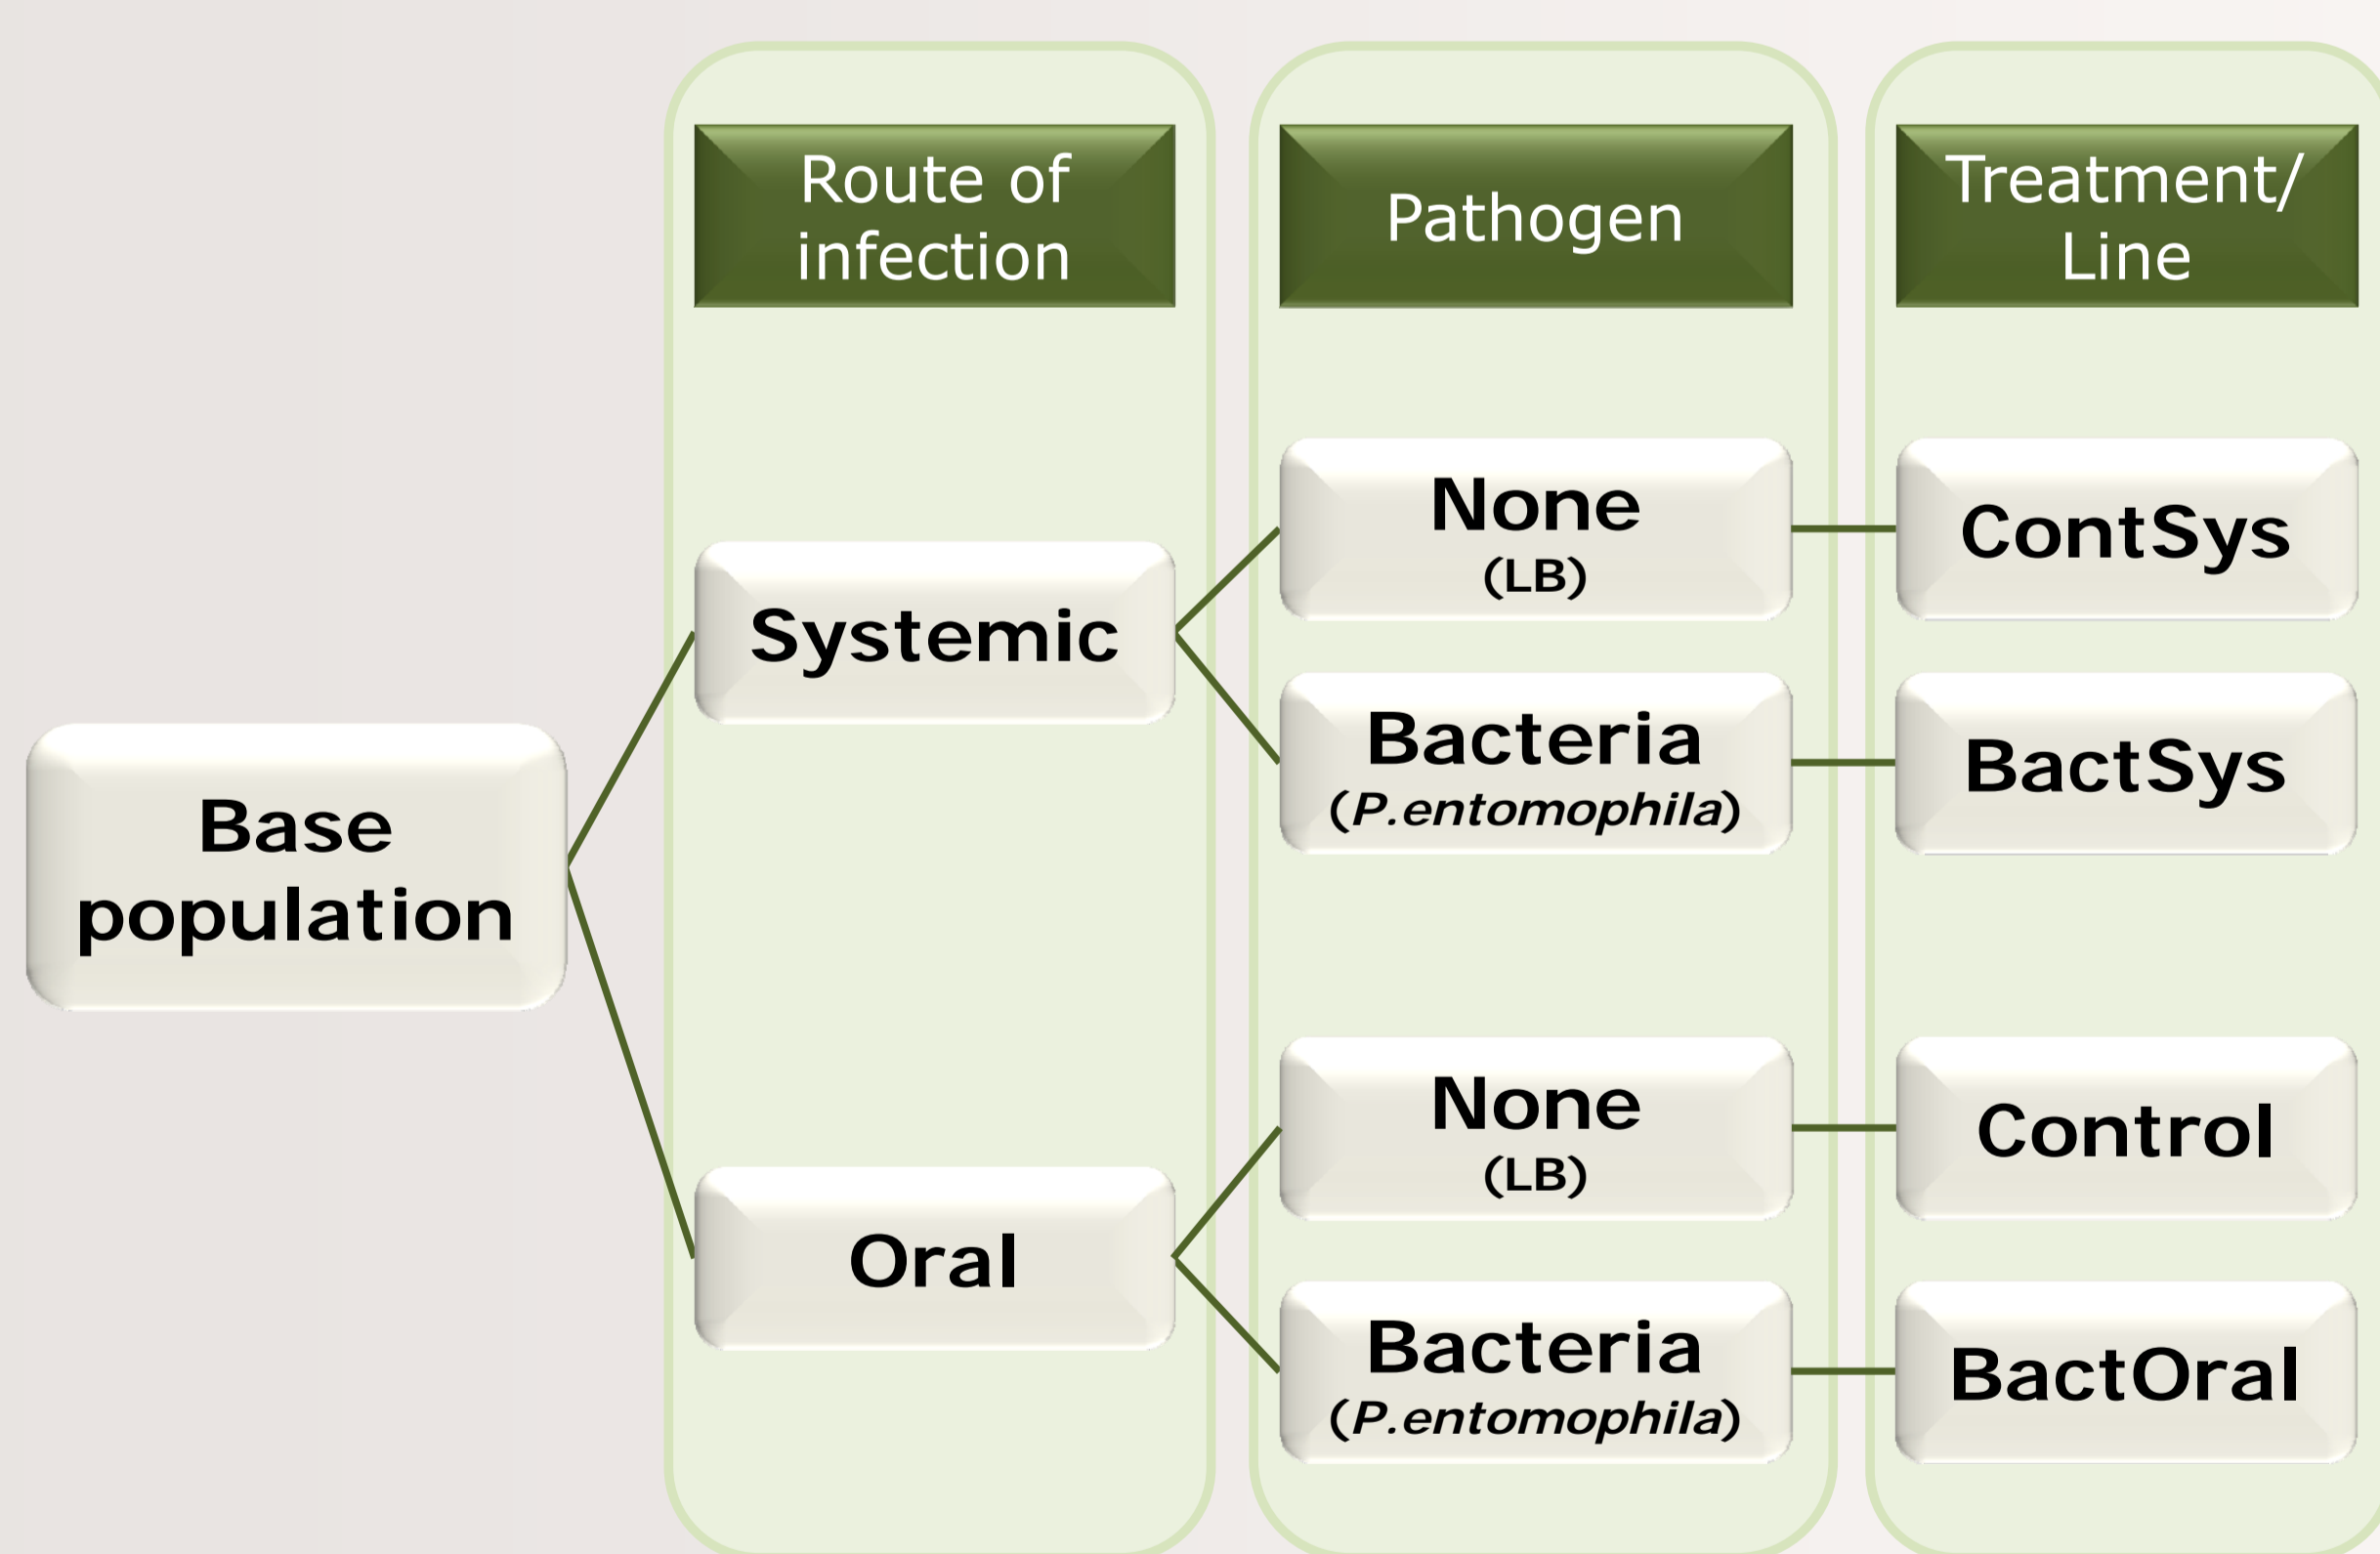 Route of
infection
Pathogen
Treatment/
Line
Base
population
Systemic
None
(LB)
ContSys
Bacteria
(P.entomophila)
BactSys
Oral
None
(LB)
Control
Bacteria
(P.entomophila)
BactOral